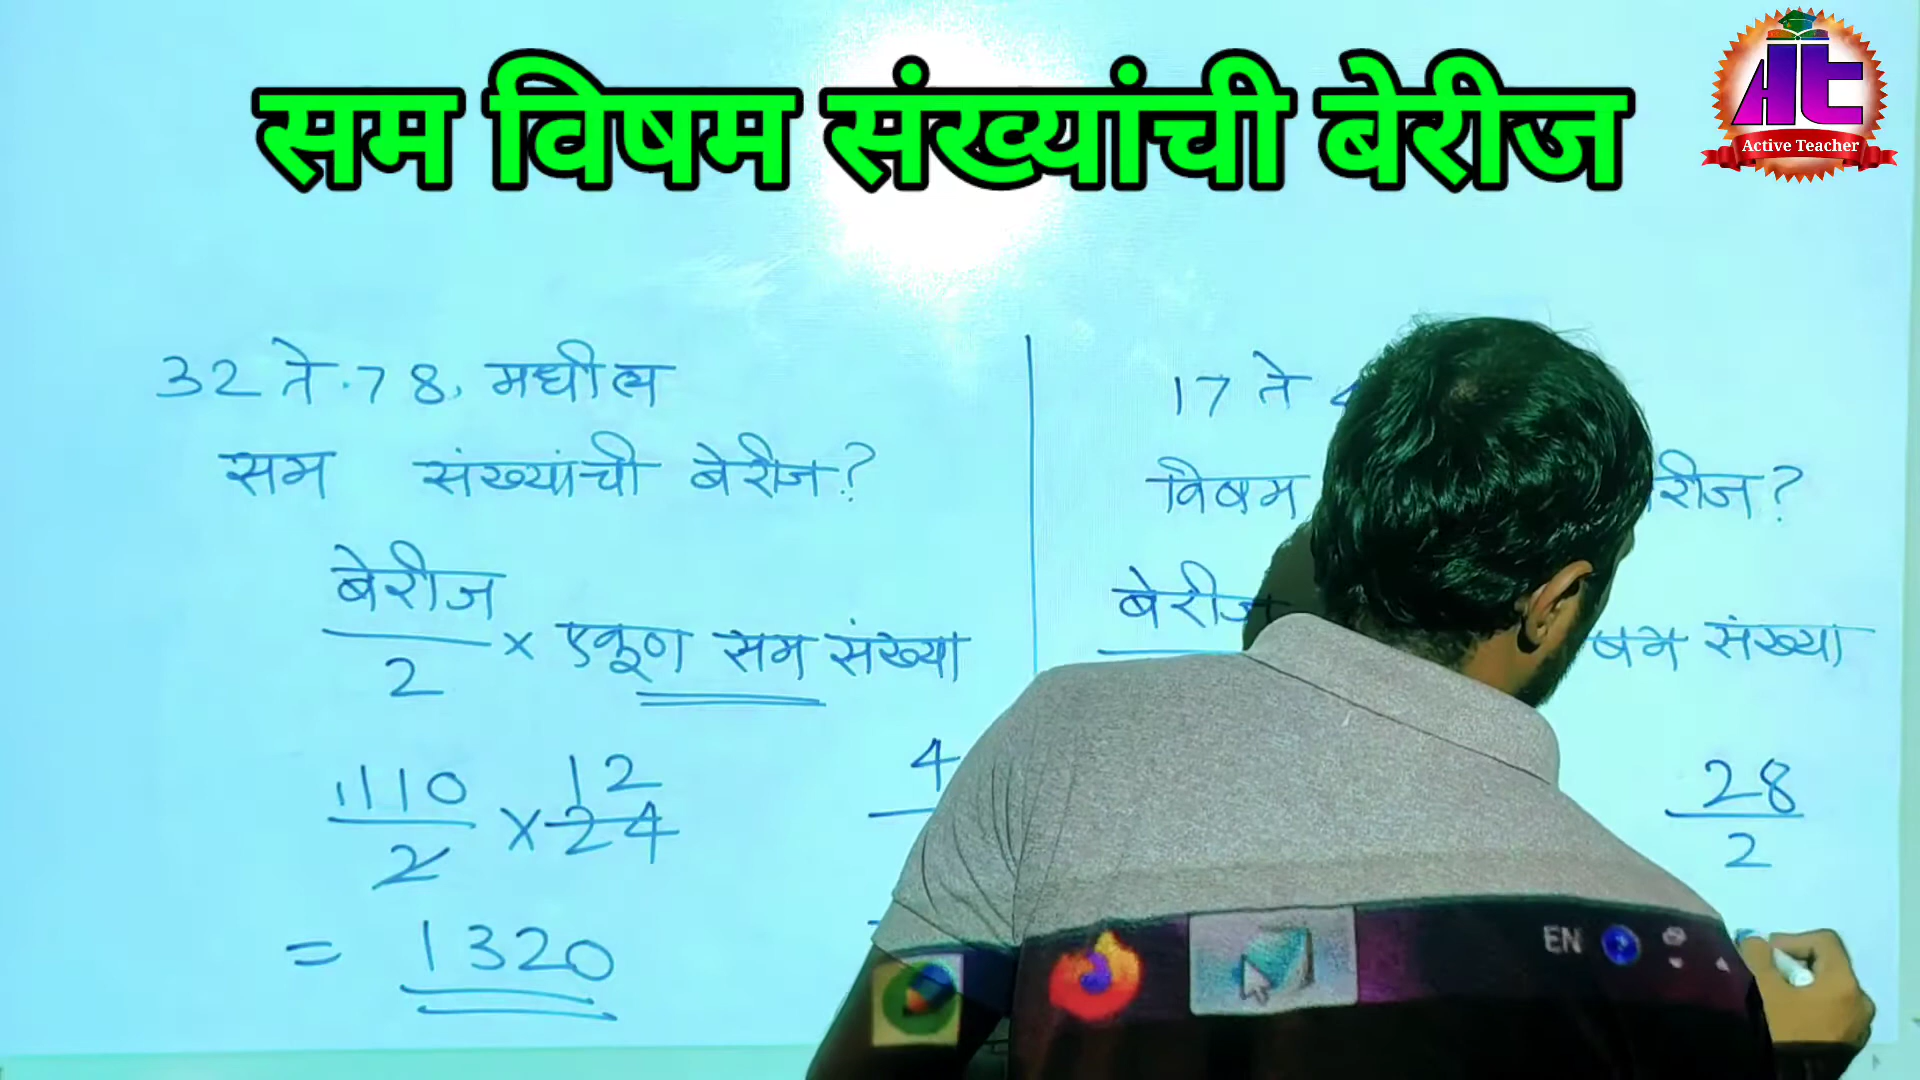 सम विषम संख्यांची बेरीज
Active Teacher
32 ते 78, मधील
सम संख्यांची बेरीज?
बेरीज
2
× एकूण सम संख्या
1110
2
× 12
24
= 1320
17 ते
विषम
बेरीज
संख्या
4
28
2
EN